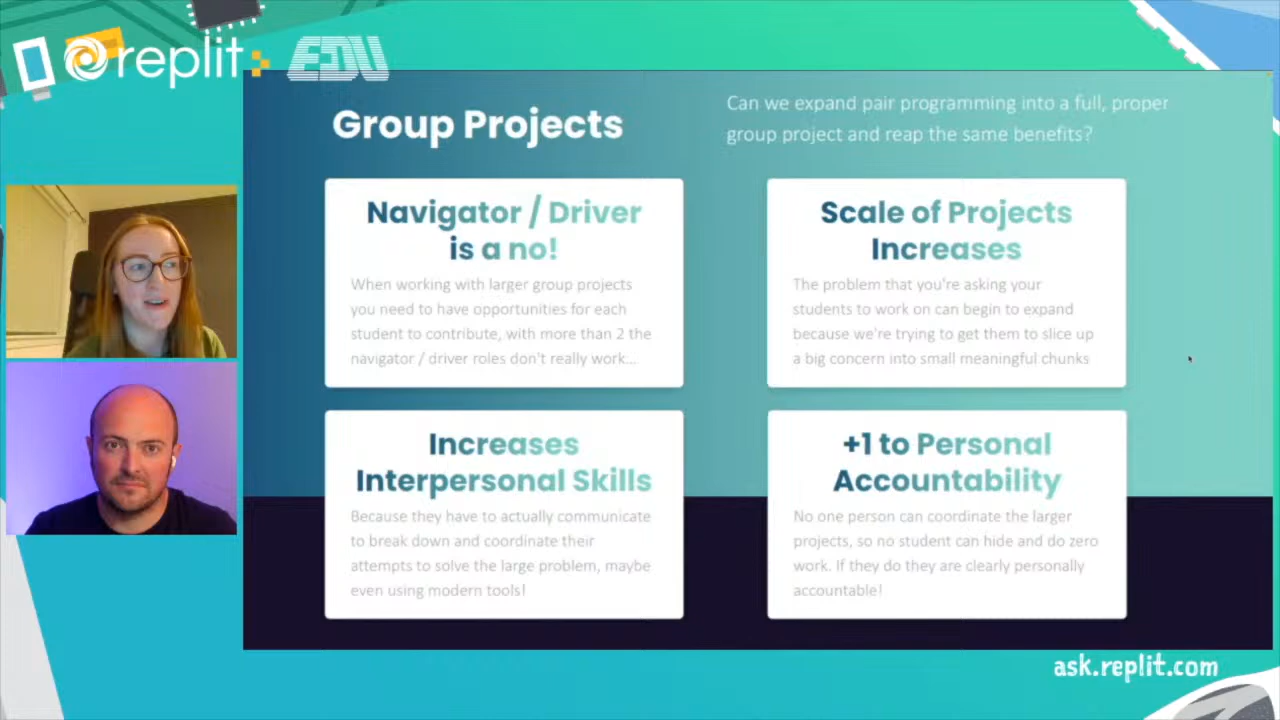 replit
EDU
Group Projects
Can we expand pair programming into a full, proper
group project and reap the same benefits?
Navigator / Driver
is a no!
When working with larger group projects
you need to have opportunities for each
student to contribute, with more than 2 the
navigator / driver roles don't really work...
Scale of Projects
Increases
The problem that you're asking your
students to work on can begin to expand
because we're trying to get them to slice up
a big concern into small meaningful chunks
Increases
Interpersonal Skills
Because they have to actually communicate
to break down and coordinate their
attempts to solve the large problem, maybe
even using modern tools!
+1 to Personal
Accountability
No one person can coordinate the larger
projects, so no student can hide and do zero
work. If they do they are clearly personally
accountable!
ask.replit.com